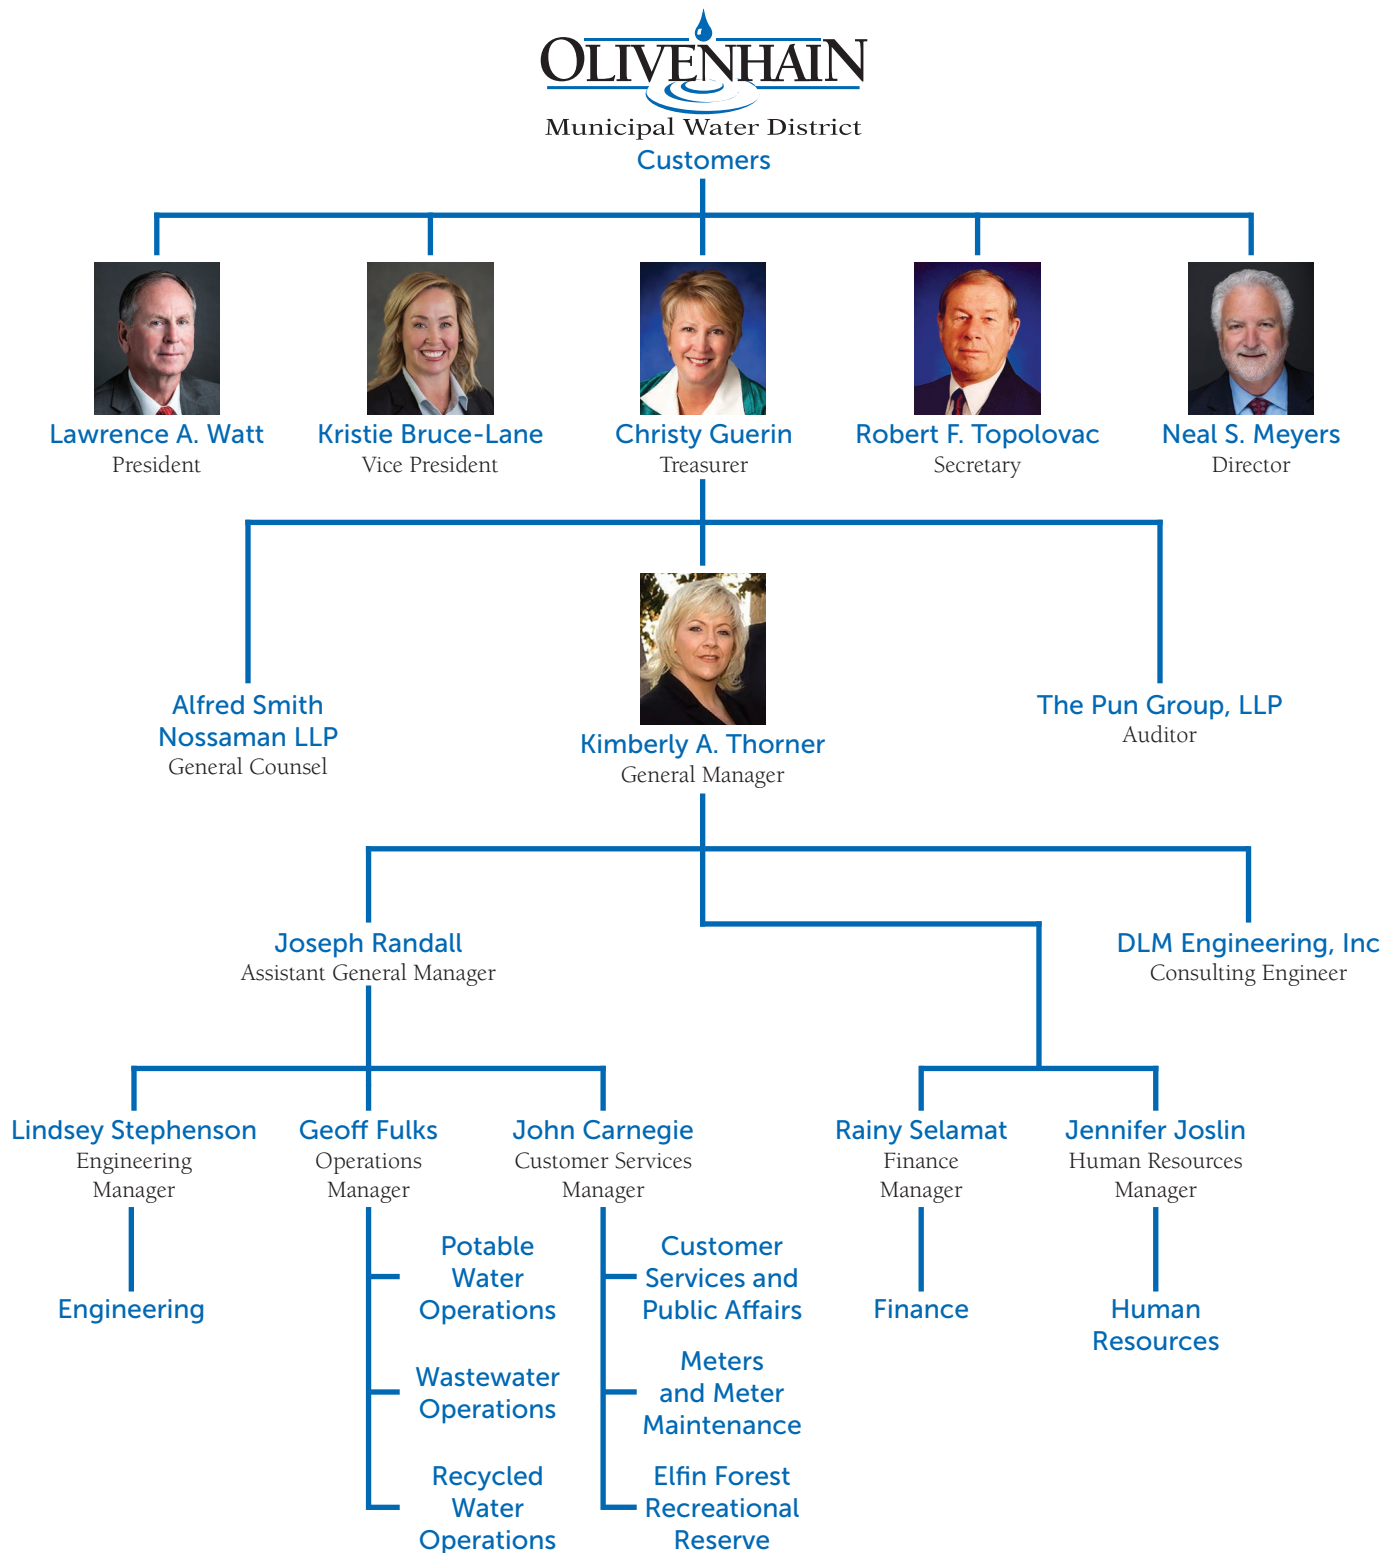 OLIVENHAIN
Municipal Water District
Customers
Lawrence A. Watt
President
Kristie Bruce-Lane
Vice President
Christy Guerin
Treasurer
Robert F. Topolovac
Secretary
Neal S. Meyers
Director
Alfred Smith
Nossaman LLP
General Counsel
Kimberly A. Thorner
General Manager
The Pun Group, LLP
Auditor
Joseph Randall
Assistant General Manager
DLM Engineering, Inc
Consulting Engineer
Lindsey Stephenson
Engineering
Manager
Geoff Fulks
Operations
Manager
John Carnegie
Customer Services
Manager
Rainy Selamat
Finance
Manager
Jennifer Joslin
Human Resources
Manager
Engineering
Potable
Water
Operations
Wastewater
Operations
Recycled
Water
Operations
Customer
Services and
Public Affairs
Meters
and Meter
Maintenance
Elfin Forest
Recreational
Reserve
Finance
Human
Resources